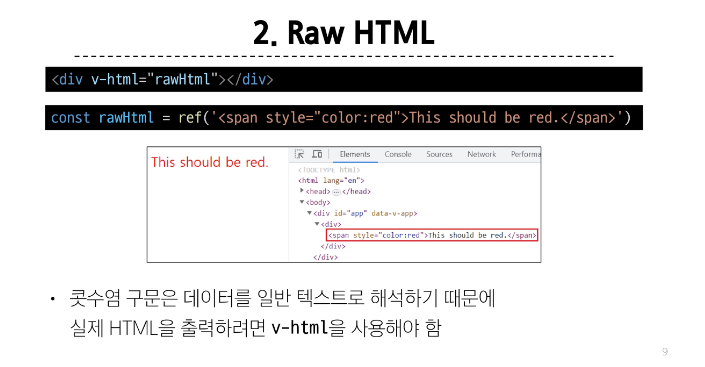 2. Raw HTML
<div v-html="rawHtml"></div>
const rawHtml = ref('<span style="color:red">This should be red.</span>')
This should be red.
Elements Console Sources Network Performa
<!DOCTYPE html>
<html lang="en">
<head> ⋯ </head>
<body>
<div id="app" data-v-app>
<div>
<span style="color:red">This should be red.</span>
</div>
</div>
• 콧수염 구문은 데이터를 일반 텍스트로 해석하기 때문에
실제 HTML을 출력하려면 v-html을 사용해야 함
9